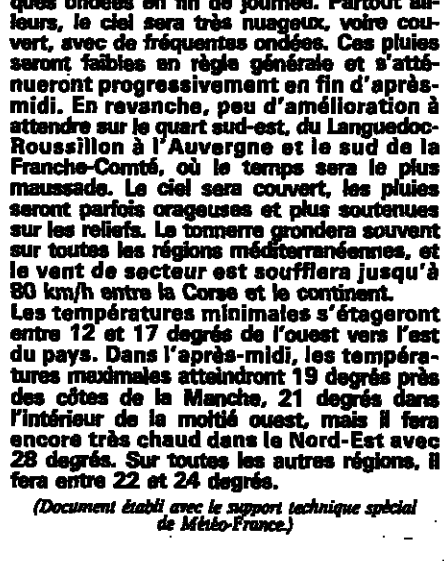 ques ondées en fin de journée. Partout ail-
leurs, le ciel sera très nuageux, voire cou-
vert, avec de fréquentes ondées. Ces pluies
seront faibles en règle générale et s'atté-
nueront progressivement en fin d'après-
midi. En revanche, peu d'amélioration à
attendre sur le quart sud-est, du Languedoc-
Roussillon à l'Auvergne et le sud de la
Franche-Comté, où le temps sera le plus
maussade. Le ciel sera couvert, les pluies
seront parfois orageuses et plus soutenues
sur les reliefs. Le tonnerre grondera souvent
sur toutes les régions méditerranéennes, et
le vent de secteur est soufflera jusqu'à
80 km/h entre la Corse et le continent.
Les températures minimales s'étageront
entre 12 et 17 degrés de l'ouest vers l'est
du pays. Dans l'après-midi, les tempéra-
tures maximales atteindront 19 degrés près
des côtes de la Manche, 21 degrés dans
l'intérieur de la moitié ouest, mais il fera
encore très chaud dans le Nord-Est avec
28 degrés. Sur toutes les autres régions, il
fera entre 22 et 24 degrés.
(Document établi avec le support technique spécial
de Météo-France.)